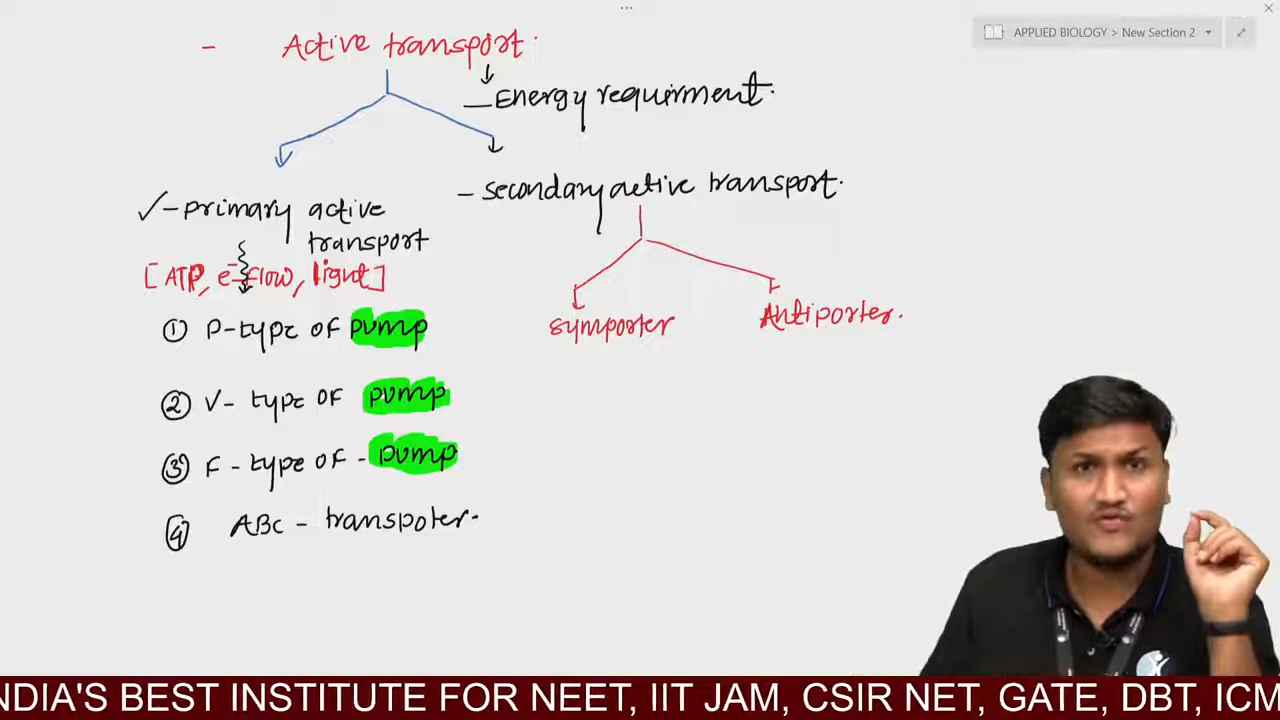 APPLIED BIOLOGY > New Section 2
- Active transport.
- Energy requirment.
✓ - primary active
transport
- secondary active transport.
[ATP, e- flow, light]
① P-type of pump
② V- type of pump
③ F - type of - pump
④ ABC - transpoter.
symporter
Antiporter.
NDIA'S BEST INSTITUTE FOR NEET, IIT JAM, CSIR NET, GATE, DBT, ICM